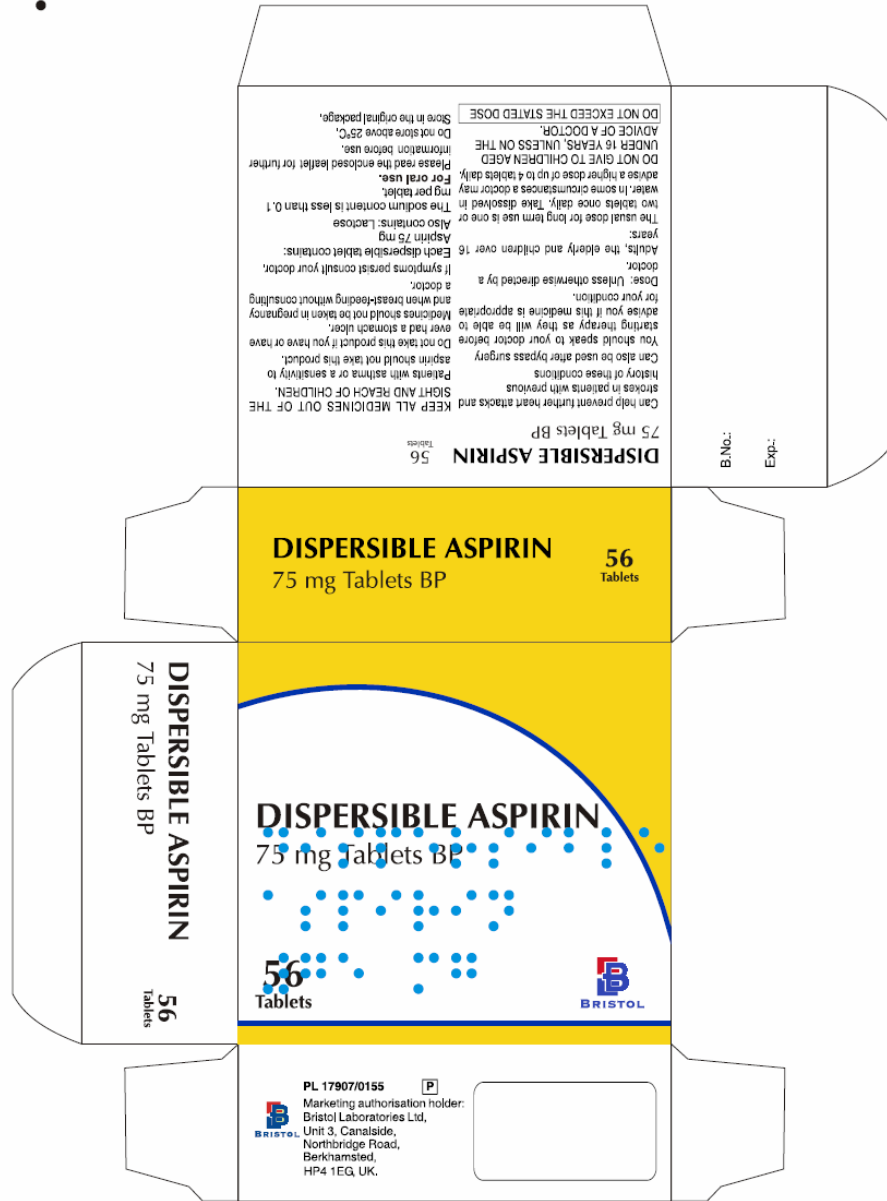 DISPERSIBLE ASPIRIN
75 mg Tablets BP
56
Tablets
Can help prevent further heart attacks and
strokes in patients with previous
history of these conditions
Can also be used after bypass surgery
You should speak to your doctor before
starting therapy as they will be able to
advise you if this medicine is appropriate
for your condition.
Dose: Unless otherwise directed by a
doctor.
Adults, the elderly and children over 16
years:
The usual dose for long term use is one or
two tablets once daily. Take dissolved in
water. In some circumstances a doctor may
advise a higher dose of up to 4 tablets daily.
DO NOT GIVE TO CHILDREN AGED
UNDER 16 YEARS, UNLESS ON THE
ADVICE OF A DOCTOR.
DO NOT EXCEED THE STATED DOSE
KEEP ALL MEDICINES OUT OF THE
SIGHT AND REACH OF CHILDREN.
Patients with asthma or a sensitivity to
aspirin should not take this product.
Do not take this product if you have or have
ever had a stomach ulcer.
Medicines should not be taken in pregnancy
and when breast-feeding without consulting
a doctor.
If symptoms persist consult your doctor.
Each dispersible tablet contains:
Aspirin 75 mg
Also contains: Lactose
The sodium content is less than 0.1
mg per tablet.
For oral use.
Please read the enclosed leaflet for further
information before use.
Do not store above 25°C.
Store in the original package.
B.No.:
Exp.:
DISPERSIBLE ASPIRIN
75 mg Tablets BP
56
Tablets
DISPERSIBLE ASPIRIN
75 mg Tablets BP
56
Tablets
DISPERSIBLE ASPIRIN
75 mg Tablets BP
56
Tablets
BRISTOL
PL 17907/0155 P
Marketing authorisation holder:
Bristol Laboratories Ltd,
Unit 3, Canalside,
Northbridge Road,
Berkhamsted,
HP4 1EG, UK.
BRISTOL